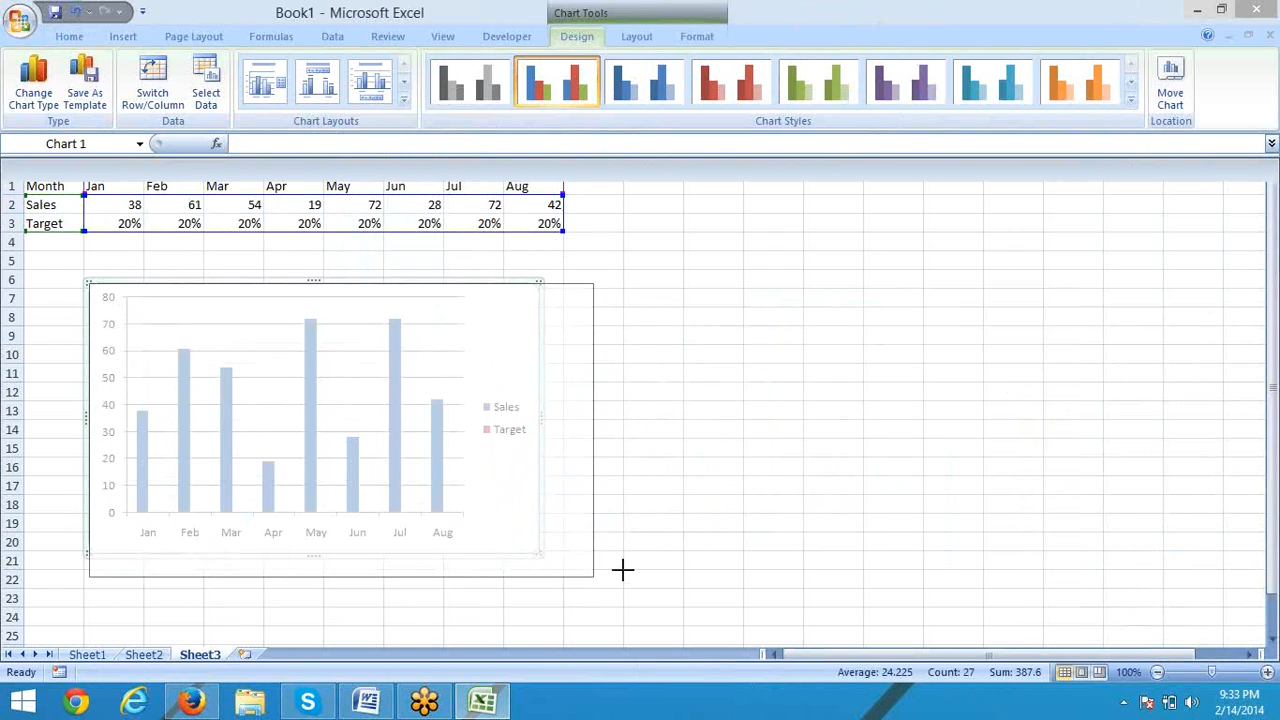 Book1 - Microsoft Excel
Chart Tools
Home Insert Page Layout Formulas Data Review View Developer Design Layout Format
Change Chart Type
Save As Template
Switch Row/Column
Select Data
Move Chart
Type Data Chart Layouts Chart Styles Location
Chart 1 fx
1 Month Jan Feb Mar Apr May Jun Jul Aug
2 Sales 38 61 54 19 72 28 72 42
3 Target 20% 20% 20% 20% 20% 20% 20% 20%
4
5
6
7
8
9
10
11
12
13
14
15
16
17
18
19
20
21
22
23
24
25
80
70
60
50
40
30
20
10
0
Jan Feb Mar Apr May Jun Jul Aug
Sales
Target
Sheet1 Sheet2 Sheet3
Ready Average: 24.225 Count: 27 Sum: 387.6 100%
9:33 PM
2/14/2014